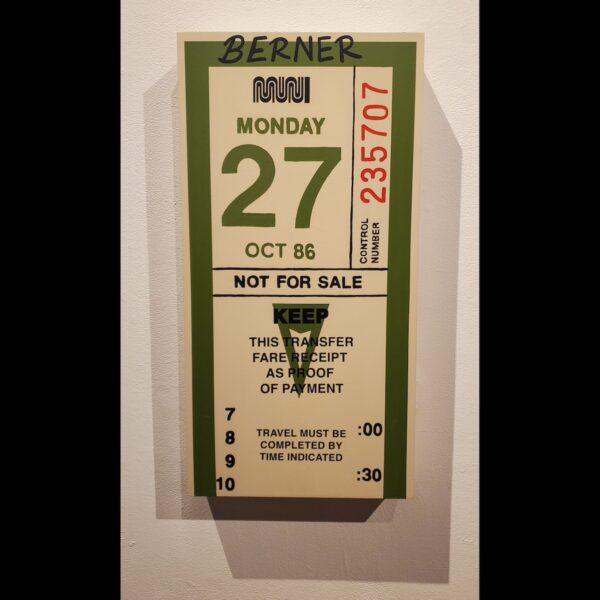 BERNER
MUNI
MONDAY
27
OCT 86
CONTROL
NUMBER
235707
NOT FOR SALE
KEEP
THIS TRANSFER
FARE RECEIPT
AS PROOF
OF PAYMENT
7
8
9
10
TRAVEL MUST BE
COMPLETED BY
TIME INDICATED
:00
:30